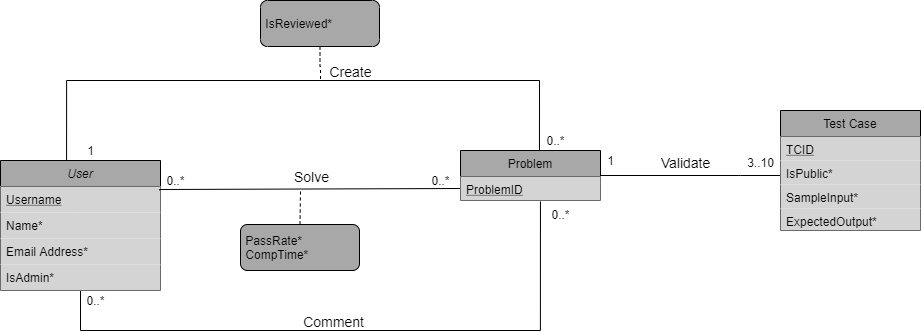 IsReviewed*
Create
1
0..*
User
Username
Name*
Email Address*
IsAdmin*
0..*
Solve
0..*
PassRate*
CompTime*
Problem
ProblemID
1
Validate
3..10
Test Case
TCID
IsPublic*
SampleInput*
ExpectedOutput*
0..*
0..*
Comment